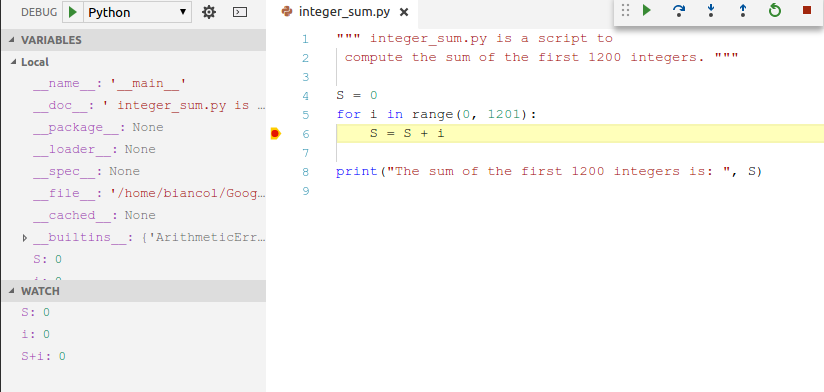 DEBUG Python
VARIABLES
Local
__name__: '__main__'
__doc__: ' integer_sum.py is …
__package__: None
__loader__: None
__spec__: None
__file__: '/home/biancol/Goog…
__cached__: None
__builtins__: {'ArithmeticErr…
S: 0
i: 0
WATCH
S: 0
i: 0
S+i: 0
integer_sum.py
1 """ integer_sum.py is a script to
2 compute the sum of the first 1200 integers. """
3
4 S = 0
5 for i in range(0, 1201):
6 S = S + i
7
8 print("The sum of the first 1200 integers is: ", S)
9